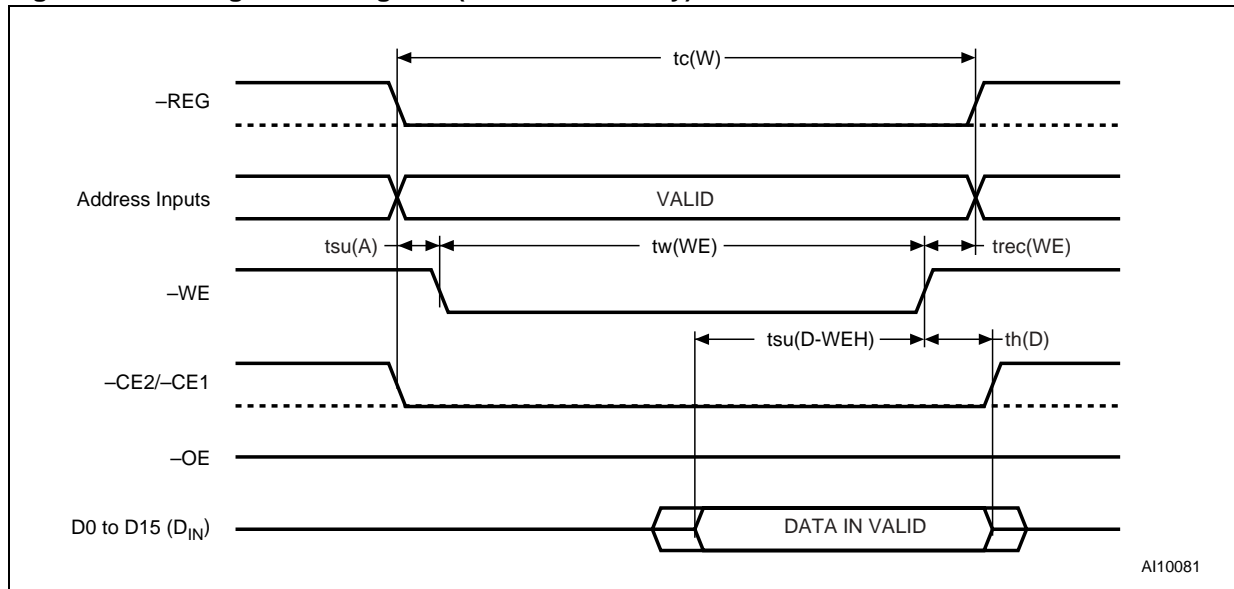 tc(W)
–REG
Address Inputs
VALID
tsu(A)
tw(WE)
trec(WE)
–WE
tsu(D-WEH)
th(D)
–CE2/–CE1
–OE
D0 to D15 (DIN)
DATA IN VALID
AI10081